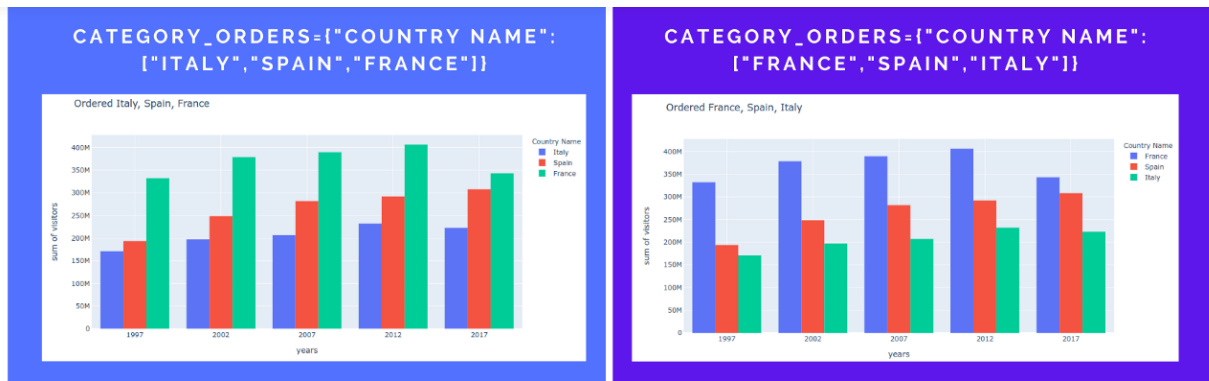 CATEGORY_ORDERS={"COUNTRY NAME":
["ITALY","SPAIN","FRANCE"]}
Ordered Italy, Spain, France
Country Name
Italy
Spain
France
sum of visitors
400M
350M
300M
250M
200M
150M
100M
50M
0
1997
2002
2007
2012
2017
years
CATEGORY_ORDERS={"COUNTRY NAME":
["FRANCE","SPAIN","ITALY"]}
Ordered France, Spain, Italy
Country Name
France
Spain
Italy
sum of visitors
400M
350M
300M
250M
200M
150M
100M
50M
0
1997
2002
2007
2012
2017
years